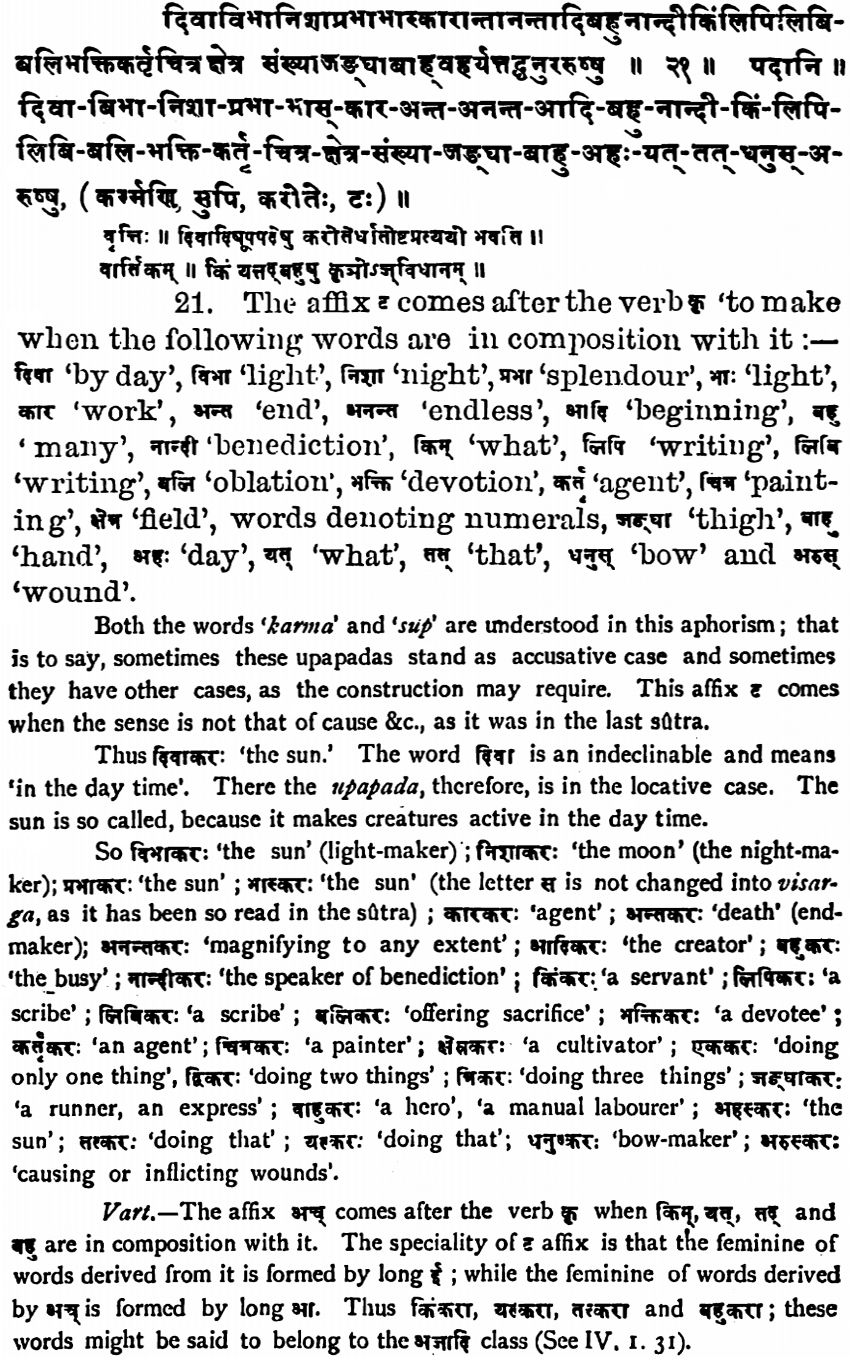 दिवाविभानिशाप्रभाभास्कारान्तानन्तादिबहुनान्दीकिंलिपिलिबि-
बलिभक्तिकर्तृचित्रक्षेत्र संख्याजङ्घाबाह्वहर्यत्तद्धनुररुष्षु ॥ २१ ॥ पदानि ॥
दिवा-बिभा-निशा-प्रभा-भास्-कार-अन्त-अनन्त-आदि-बहु-नान्दी-किं-लिपि-
लिबि-बलि-भक्ति-कर्तृ-चित्र-क्षेत्र-संख्या-जङ्घा-बाहु-अहः-यत्-तत्-धनुस्-अ-
रुष्षु, (कर्म्मणि, सुपि, करोतेः, टः) ॥
वृत्तिः ॥ दिवादिषूपपदेषु करोतेर्धातोष्टप्रत्ययो भवति ॥
वार्तिकम् ॥ किं यत्तद्बहुषु कृञोऽज्विधानम् ॥
21. The affix ट comes after the verb कृ 'to make
when the following words are in composition with it :—
दिवा 'by day', विभा 'light', निशा 'night', प्रभा 'splendour', भाः 'light',
कार 'work', अन्त 'end', अनन्त 'endless', आदि 'beginning', बहु
'many', नान्दी 'benediction', किम् 'what', लिपि 'writing', लिबि
'writing', बलि 'oblation', भक्ति 'devotion', कर्तृ 'agent', चित्र 'paint-
ing', क्षेत्र 'field', words denoting numerals, जङ्घा 'thigh', बाहु
'hand', अहः 'day', यत् 'what', तत् 'that', धनुस् 'bow' and अरुस्
'wound'.
Both the words 'karma' and 'sup' are understood in this aphorism; that
is to say, sometimes these upapadas stand as accusative case and sometimes
they have other cases, as the construction may require. This affix ट comes
when the sense is not that of cause &c., as it was in the last sûtra.
Thus दिवाकरः 'the sun.' The word दिवा is an indeclinable and means
'in the day time'. There the upapada, therefore, is in the locative case. The
sun is so called, because it makes creatures active in the day time.
So विभाकरः 'the sun' (light-maker); निशाकरः 'the moon' (the night-ma-
ker); प्रभाकरः 'the sun'; भास्करः 'the sun' (the letter स is not changed into visar-
ga, as it has been so read in the sûtra); कारकरः 'agent'; अन्तकरः 'death' (end-
maker); अनन्तकरः 'magnifying to any extent'; आदिकरः 'the creator'; बहुकरः
'the busy'; नान्दीकरः 'the speaker of benediction'; किंकरः 'a servant'; लिपिकरः 'a
scribe'; लिबिकरः 'a scribe'; बलिकरः 'offering sacrifice'; भक्तिकरः 'a devotee';
कर्तृकरः 'an agent'; चित्रकरः 'a painter'; क्षेत्रकरः 'a cultivator'; एककरः 'doing
only one thing', द्विकरः 'doing two things'; त्रिकरः 'doing three things'; जङ्घाकरः
'a runner, an express'; बाहुकरः 'a hero', 'a manual labourer'; अहस्करः 'the
sun'; तत्करः 'doing that'; यत्करः 'doing that'; धनुष्करः 'bow-maker'; अरुस्करः
'causing or inflicting wounds'.
Vart.—The affix अच् comes after the verb कृ when किम्, यत्, तद् and
बहु are in composition with it. The speciality of ट affix is that the feminine of
words derived from it is formed by long ई; while the feminine of words derived
by अच् is formed by long आ. Thus किंकरा, यत्करा, तत्करा and बहुकरा; these
words might be said to belong to the अजादि class (See IV. 1. 31).